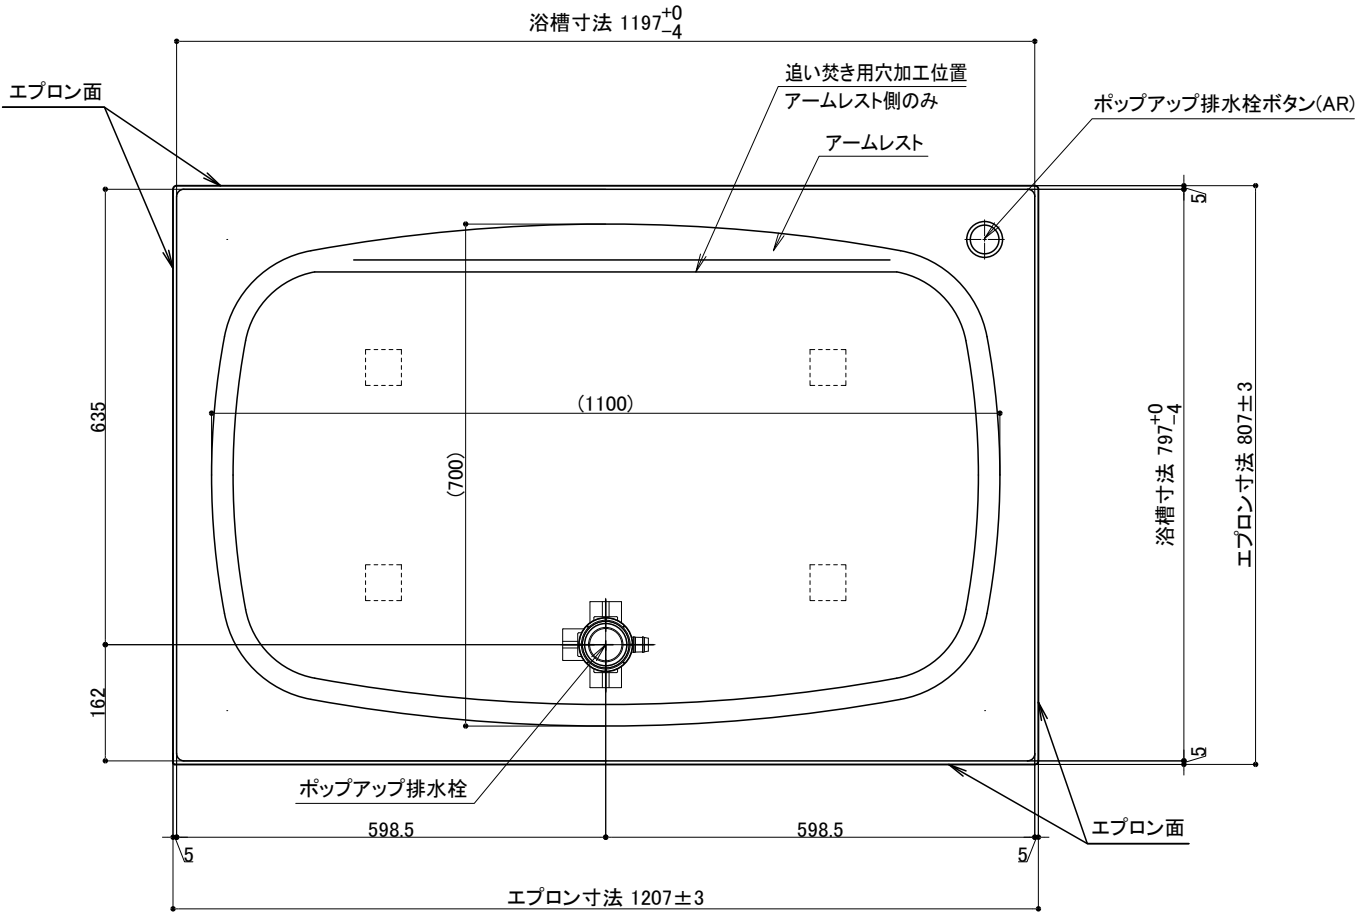 浴槽寸法 1197+0-4
エプロン面
追い焚き用穴加工位置
アームレスト側のみ
ポップアップ排水栓ボタン(AR)
アームレスト
5
635
(1100)
(700)
浴槽寸法 797+0-4
エプロン寸法 807±3
162
5
ポップアップ排水栓
598.5
598.5
エプロン面
5
5
エプロン寸法 1207±3